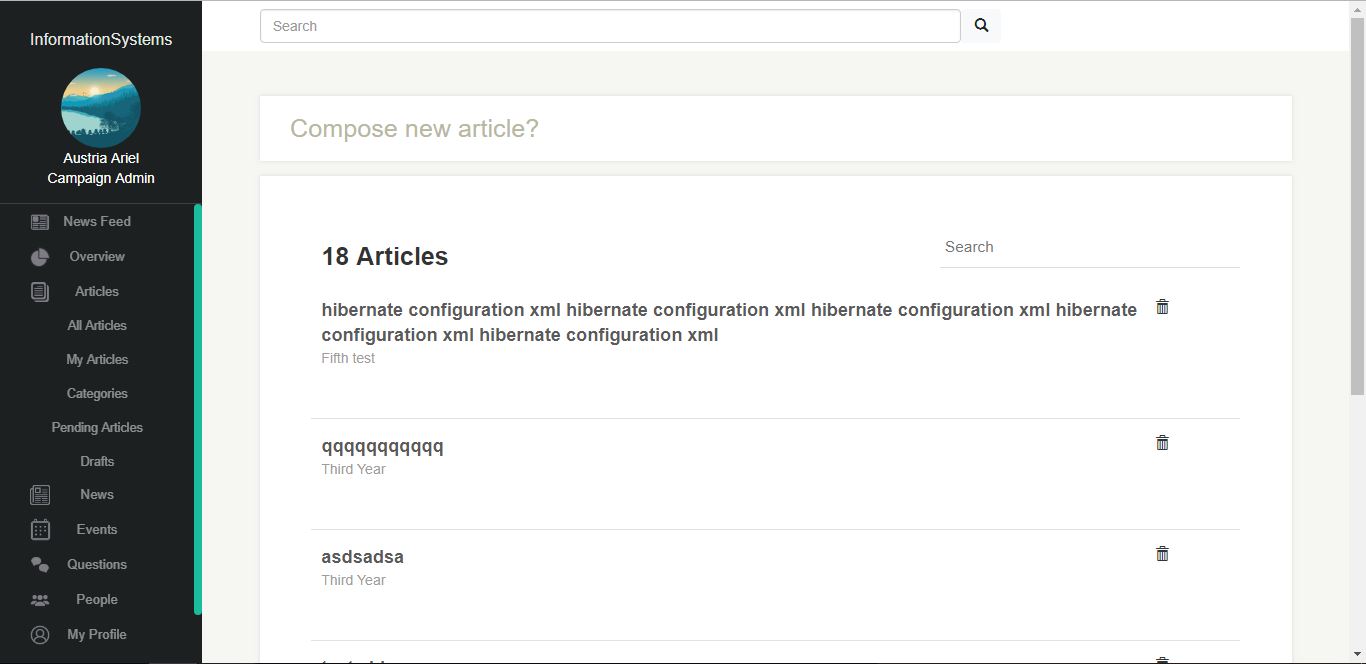 InformationSystems
Search
Austria Ariel
Campaign Admin
News Feed
Overview
Articles
All Articles
My Articles
Categories
Pending Articles
Drafts
News
Events
Questions
People
My Profile
Compose new article?
18 Articles
Search
hibernate configuration xml hibernate configuration xml hibernate configuration xml hibernate
configuration xml hibernate configuration xml
Fifth test
qqqqqqqqqqq
Third Year
asdsadsa
Third Year